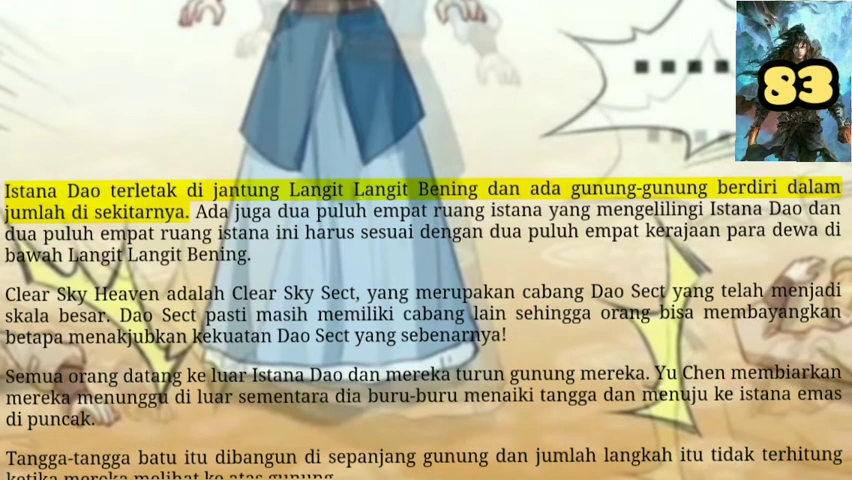 83
Istana Dao terletak di jantung Langit Langit Bening dan ada gunung-gunung berdiri dalam
jumlah di sekitarnya. Ada juga dua puluh empat ruang istana yang mengelilingi Istana Dao dan
dua puluh empat ruang istana ini harus sesuai dengan dua puluh empat kerajaan para dewa di
bawah Langit Langit Bening.
Clear Sky Heaven adalah Clear Sky Sect, yang merupakan cabang Dao Sect yang telah menjadi
skala besar. Dao Sect pasti masih memiliki cabang lain sehingga orang bisa membayangkan
betapa menakjubkan kekuatan Dao Sect yang sebenarnya!
Semua orang datang ke luar Istana Dao dan mereka turun gunung mereka. Yu Chen membiarkan
mereka menunggu di luar sementara dia buru-buru menaiki tangga dan menuju ke istana emas
di puncak.
Tangga-tangga batu itu dibangun di sepanjang gunung dan jumlah langkah itu tidak terhitung
ketika mereka melihat ke atas gunung.